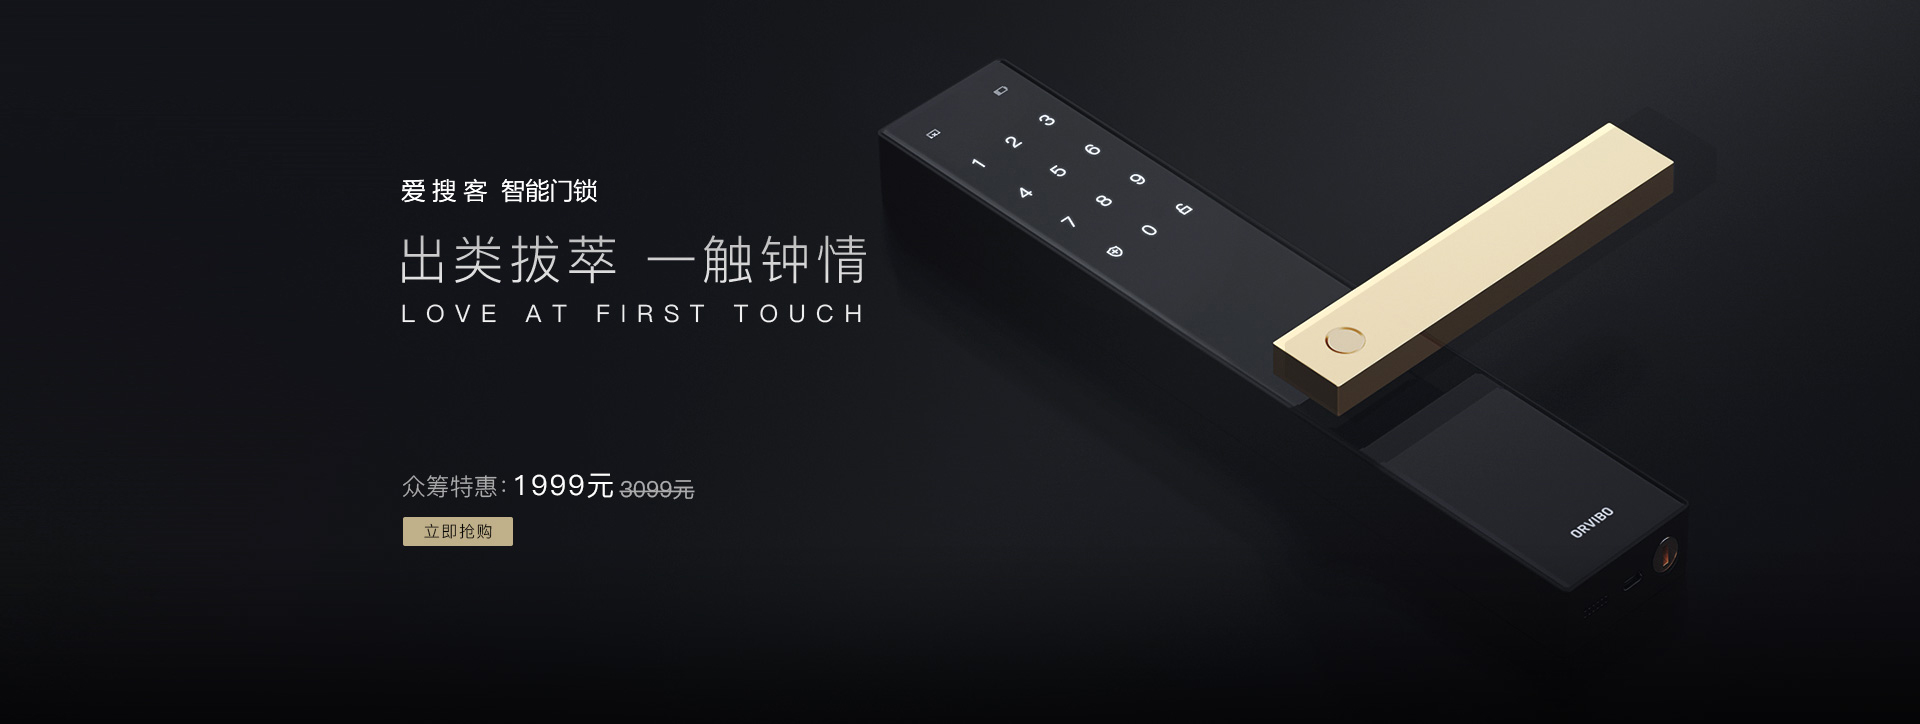 爱搜客 智能门锁
出类拔萃 一触钟情
LOVE AT FIRST TOUCH
众筹特惠：1999元 3099元
立即抢购
1 2 3
4 5 6
7 8 9
0
ORVIBO